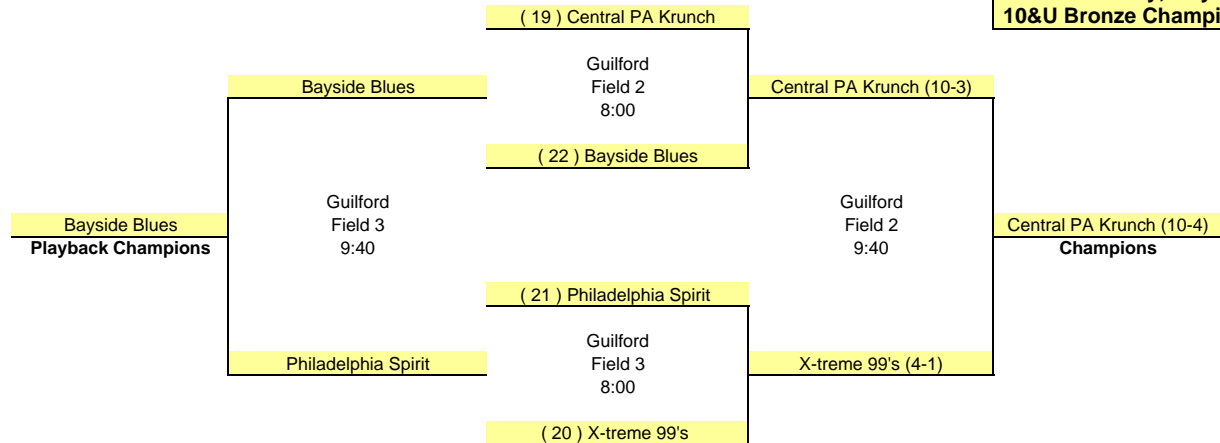 ( 19 ) Central PA Krunch
10&U Bronze
Guilford
Bayside Blues
Field 2
Central PA Krunch (10-3)
8:00
( 22 ) Bayside Blues
Guilford
Guilford
Bayside Blues
Field 3
Field 2
Central PA Krunch (10-4)
Playback Champions
9:40
9:40
Champions
( 21 ) Philadelphia Spirit
Guilford
Philadelphia Spirit
Field 3
X-treme 99's (4-1)
8:00
( 20 ) X-treme 99's